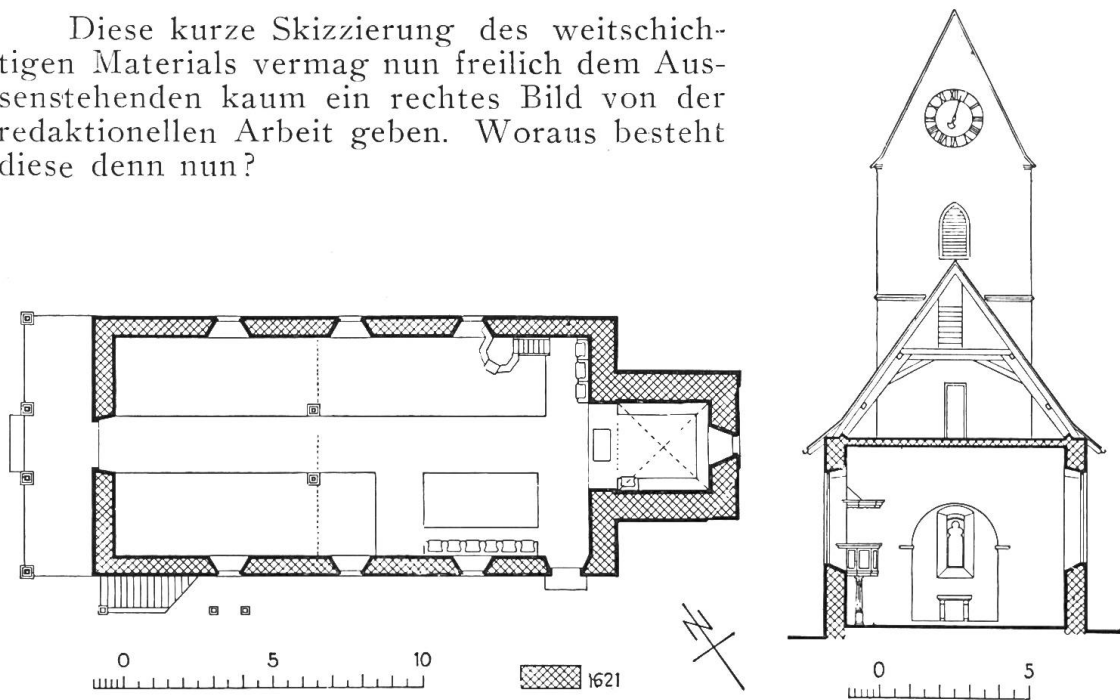 Diese kurze Skizzierung des weitschich-
tigen Materials vermag nun freilich dem Aus-
senstehenden kaum ein rechtes Bild von der
redaktionellen Arbeit geben. Woraus besteht
diese denn nun?
N
0 5 10
1621
0 5